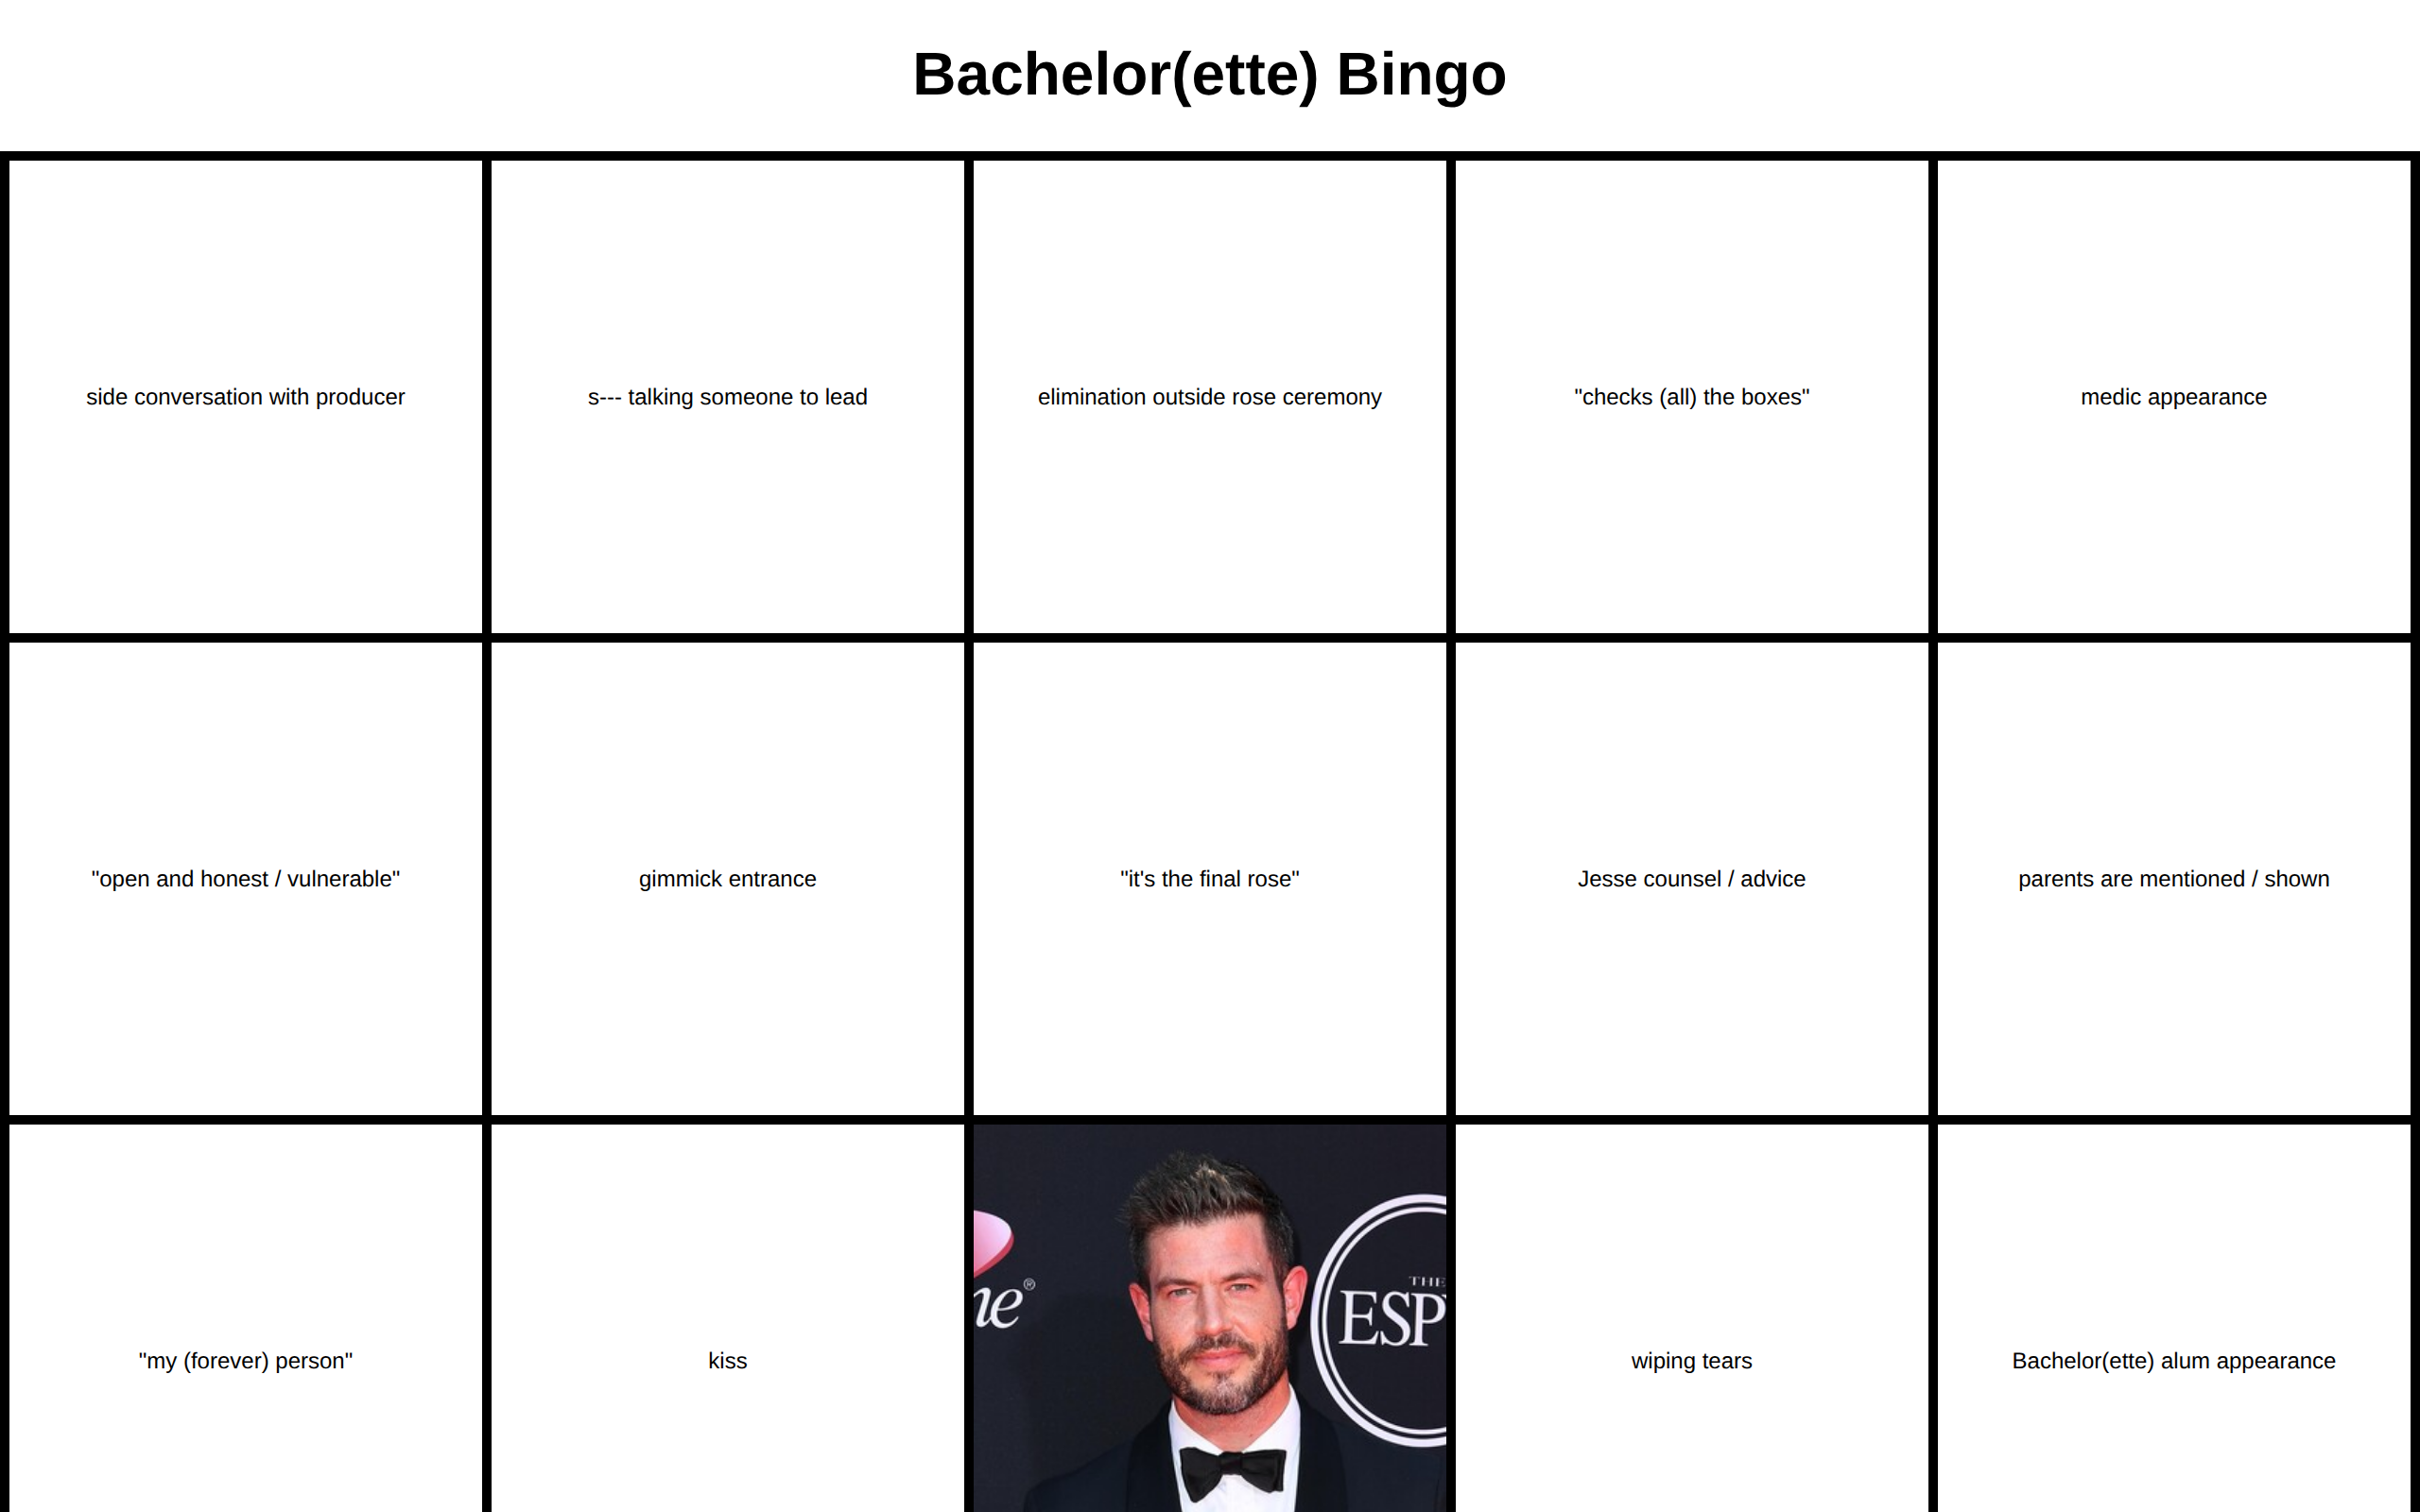 Bachelor(ette) Bingo
side conversation with producer
s--- talking someone to lead
elimination outside rose ceremony
"checks (all) the boxes"
medic appearance
"open and honest / vulnerable"
gimmick entrance
"it's the final rose"
Jesse counsel / advice
parents are mentioned / shown
"my (forever) person"
kiss
ne®
THE
ESP
wiping tears
Bachelor(ette) alum appearance